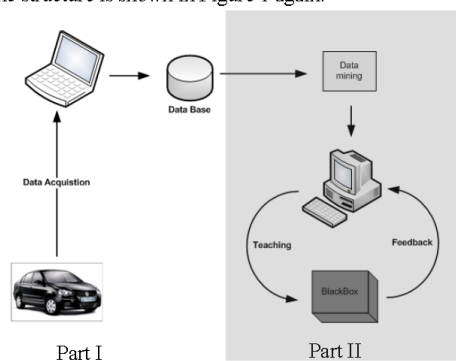 ne structure is shown in Figure 1 again.
Data
mining
Data Base
Data Acquistion
Teaching
Feedback
BlackBox
Part I
Part II